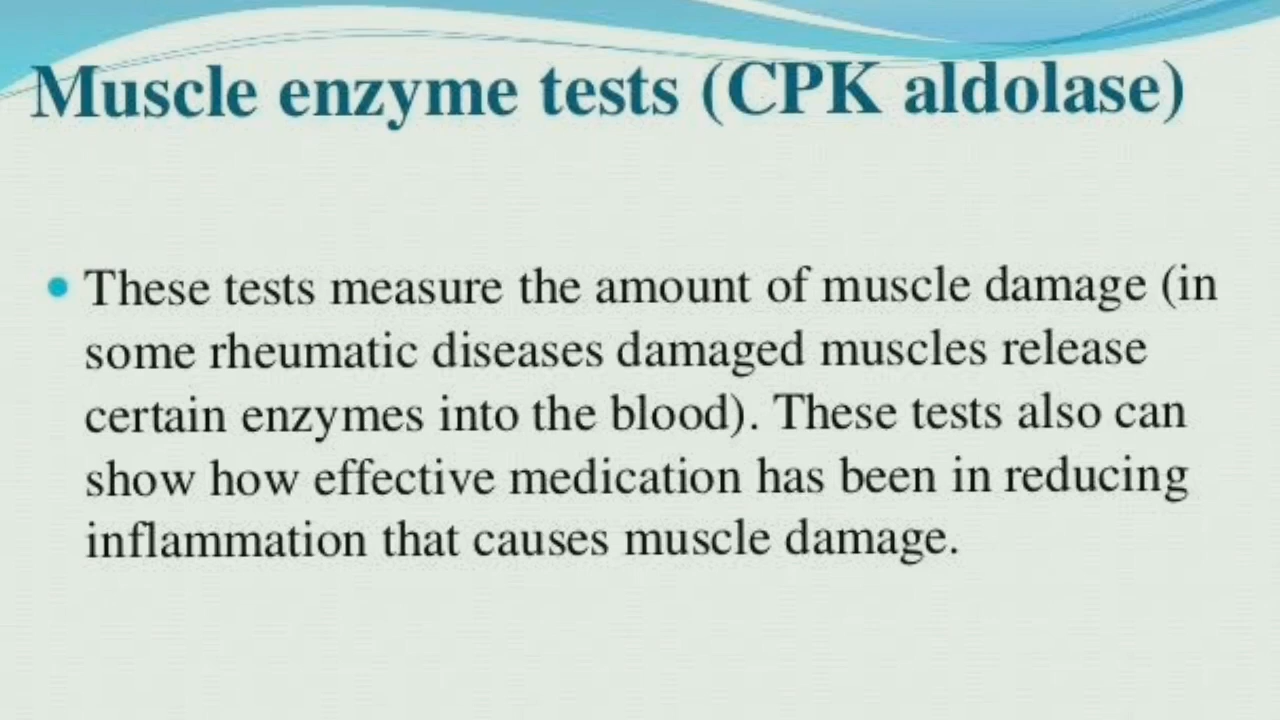 Muscle enzyme tests (CPK aldolase)
• These tests measure the amount of muscle damage (in
some rheumatic diseases damaged muscles release
certain enzymes into the blood). These tests also can
show how effective medication has been in reducing
inflammation that causes muscle damage.